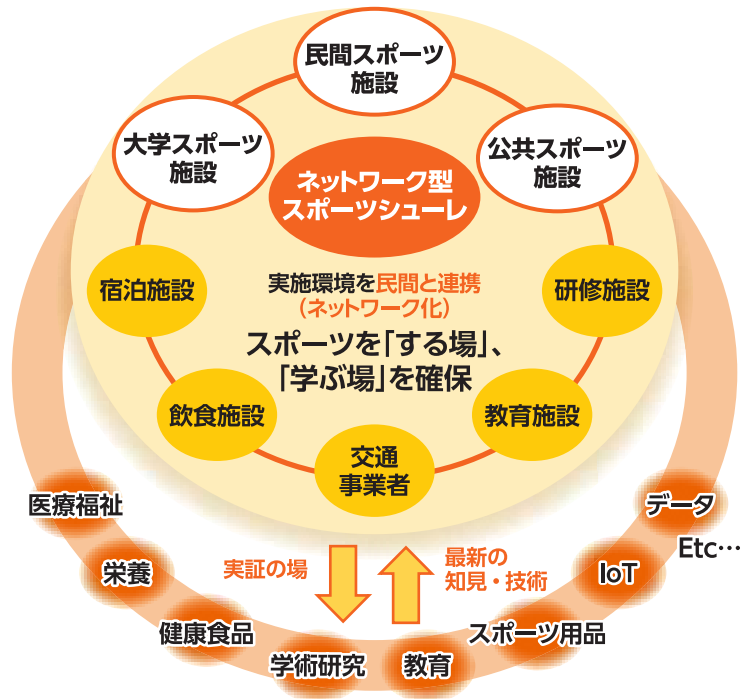 民間スポーツ
施設
大学スポーツ
施設
公共スポーツ
施設
ネットワーク型
スポーツシューレ
宿泊施設
研修施設
実施環境を民間と連携
（ネットワーク化）
スポーツを「する場」、
「学ぶ場」を確保
飲食施設
教育施設
交通
事業者
医療福祉
データ
Etc…
栄養
実証の場
最新の
知見・技術
IoT
健康食品
スポーツ用品
学術研究
教育